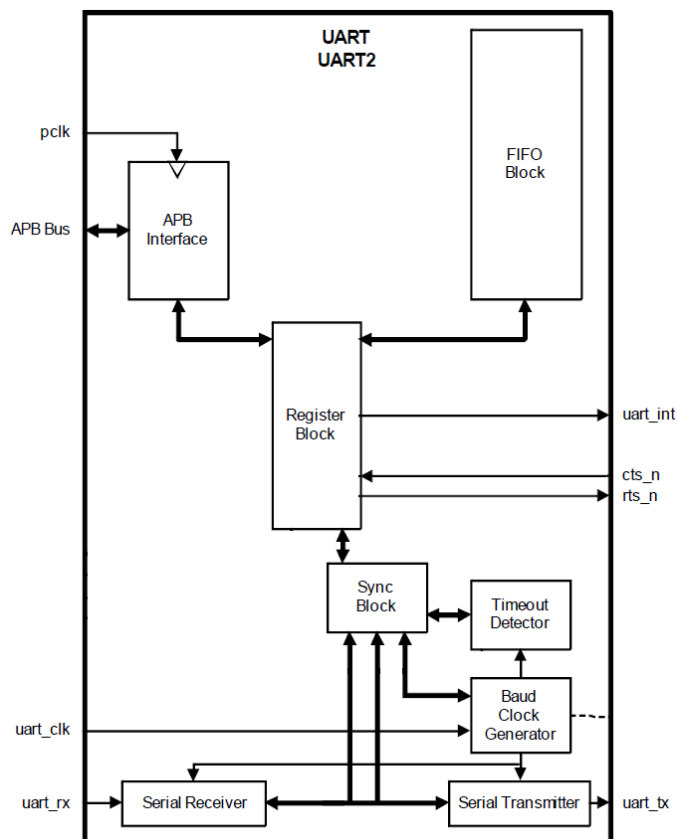 UART
UART2
pclk
FIFO
Block
APB
Interface
APB Bus
Register
Block
uart_int
cts_n
rts_n
Sync
Block
Timeout
Detector
Baud
Clock
Generator
uart_clk
uart_rx
Serial Receiver
Serial Transmitter
uart_tx